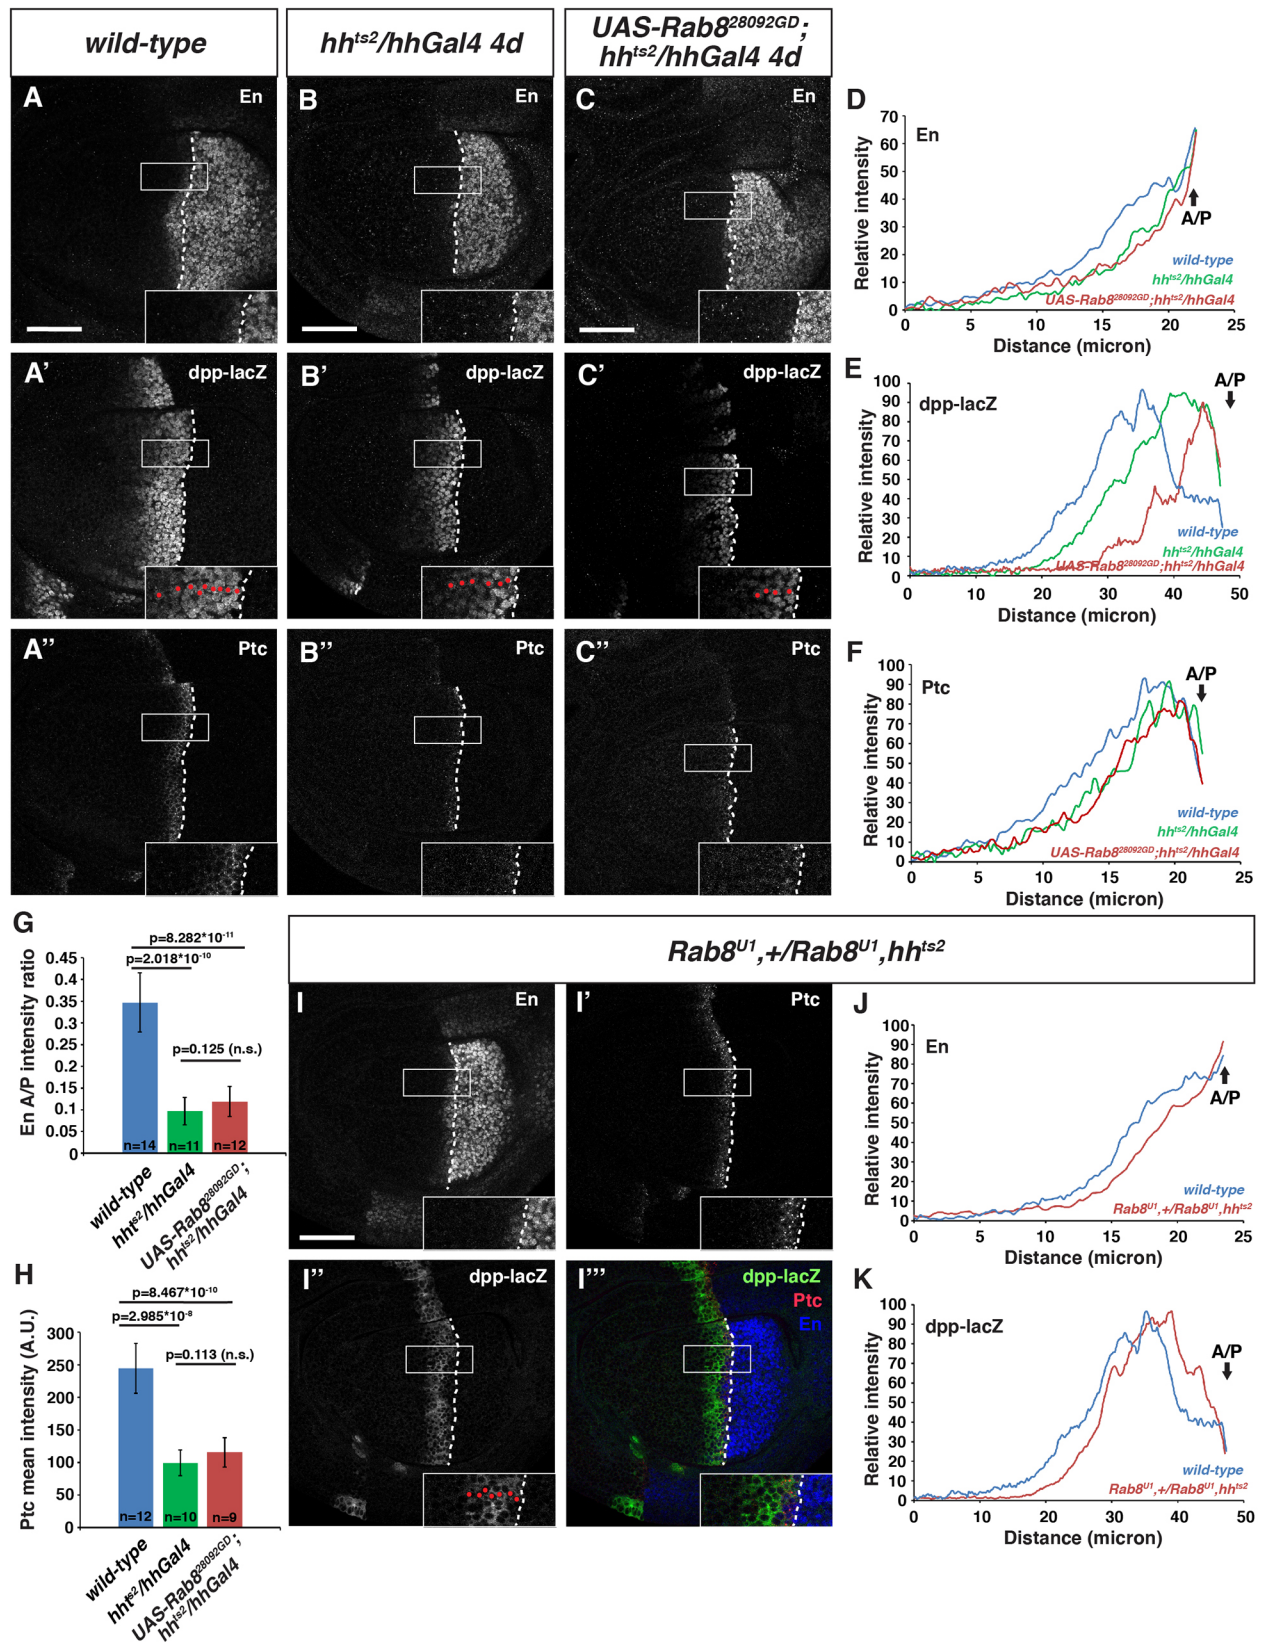 wild-type
hhts2/hhGal4 4d
UAS-Rab828092GD;
hhts2/hhGal4 4d
A
En
B
En
C
En
D
70
60
50
40
30
20
10
0
Relative intensity
En
A/P
wild-type
hhts2/hhGal4
UAS-Rab828092GD;hhts2/hhGal4
0 5 10 15 20 25
Distance (micron)
A’
dpp-lacZ
B’
dpp-lacZ
C’
dpp-lacZ
E
100
90
80
70
60
50
40
30
20
10
0
Relative intensity
dpp-lacZ
A/P
wild-type
hhts2/hhGal4
UAS-Rab828092GD;hhts2/hhGal4
0 10 20 30 40 50
Distance (micron)
A’’
Ptc
B’’
Ptc
C’’
Ptc
F
100
90
80
70
60
50
40
30
20
10
0
Relative intensity
Ptc
A/P
wild-type
hhts2/hhGal4
UAS-Rab828092GD;hhts2/hhGal4
0 5 10 15 20 25
Distance (micron)
G
p=8.282*10-11
p=2.018*10-10
p=0.125 (n.s.)
En A/P intensity ratio
0.45
0.4
0.35
0.3
0.25
0.2
0.15
0.1
0.05
0
n=14 n=11 n=12
wild-type
hhts2/hhGal4
UAS-Rab828092GD;
hhts2/hhGal4
H
p=8.467*10-10
p=2.985*10-8
p=0.113 (n.s.)
Ptc mean intensity (A.U.)
300
250
200
150
100
50
0
n=12 n=10 n=9
wild-type
hhts2/hhGal4
UAS-Rab828092GD;
hhts2/hhGal4
Rab8U1,+/Rab8U1,hhts2
I
En
I’
Ptc
I’’
dpp-lacZ
I’’’
dpp-lacZ
Ptc
En
J
100
90
80
70
60
50
40
30
20
10
0
Relative intensity
En
A/P
wild-type
Rab8U1,+/Rab8U1,hhts2
0 5 10 15 20 25
Distance (micron)
K
100
90
80
70
60
50
40
30
20
10
0
Relative intensity
dpp-lacZ
A/P
wild-type
Rab8U1,+/Rab8U1,hhts2
0 10 20 30 40 50
Distance (micron)